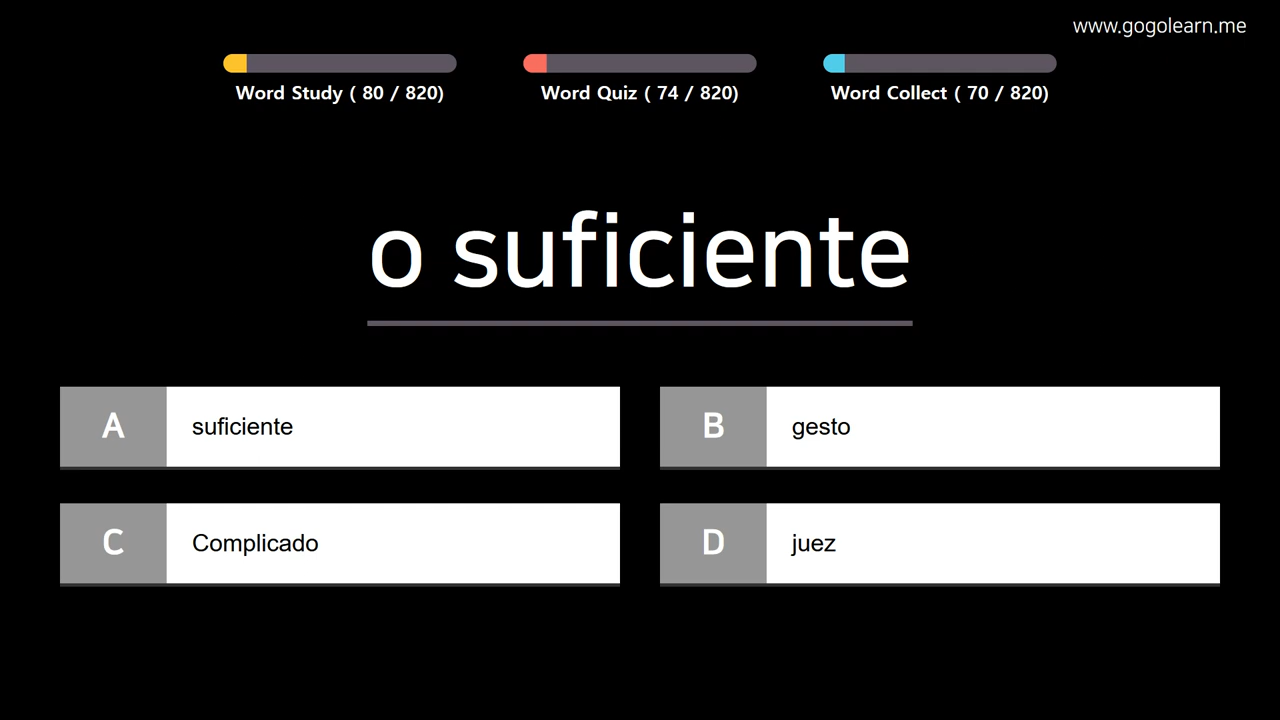 www.gogolearn.me
Word Study ( 80 / 820)
Word Quiz ( 74 / 820)
Word Collect ( 70 / 820)
o suficiente
A suficiente
B gesto
C Complicado
D juez